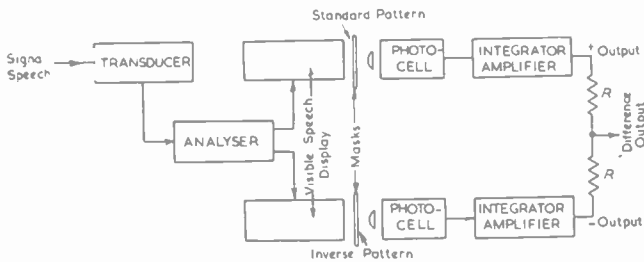 Standard Pattern
Signa
Speech
TRANSDUCER
PHOTO-
CELL
INTEGRATOR
AMPLIFIER
+ Output
R
ANALYSER
Visible Speech
Display
Masks
Difference
Output
R
PHOTO-
CELL
INTEGRATOR
AMPLIFIER
-Output
Inverse Pattern